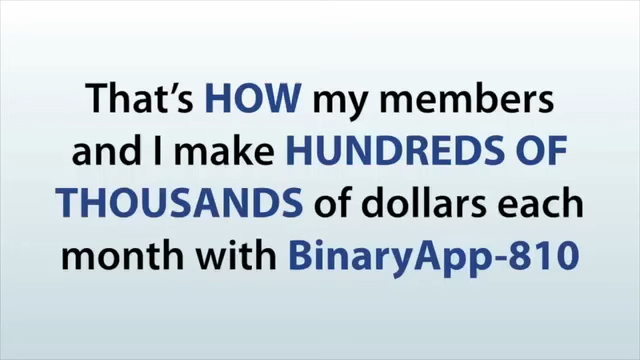 That's HOW my members
and I make HUNDREDS OF
THOUSANDS of dollars each
month with BinaryApp-810